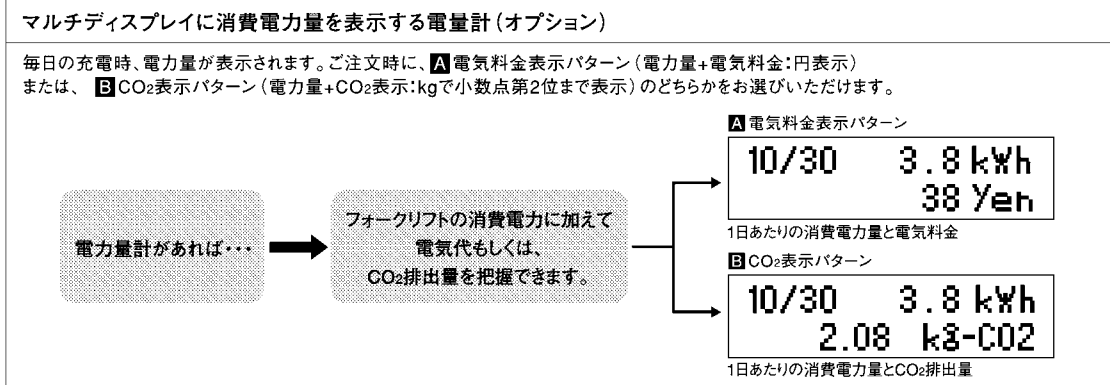 マルチディスプレイに消費電力量を表示する電量計(オプション)
毎日の充電時、電力量が表示されます。ご注文時に、A電気料金表示パターン(電力量+電気料金:円表示)
または、 BCO₂表示パターン(電力量+CO₂表示:kgで小数点第2位まで表示)のどちらかをお選びいただけます。
電力量計があれば・・・
フォークリフトの消費電力に加えて
電気代もしくは、
CO₂排出量を把握できます。
A電気料金表示パターン
10/30 3.8kWh
38 Yen
1日あたりの消費電力量と電気料金
BCO₂表示パターン
10/30 3.8kWh
2.08 kg-CO2
1日あたりの消費電力量とCO₂排出量